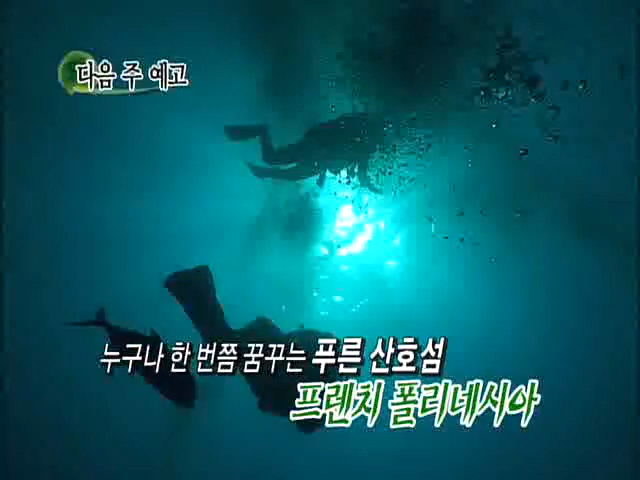 다음 주 예고
누구나 한 번쯤 꿈꾸는 푸른 산호섬
프렌치 폴리네시아